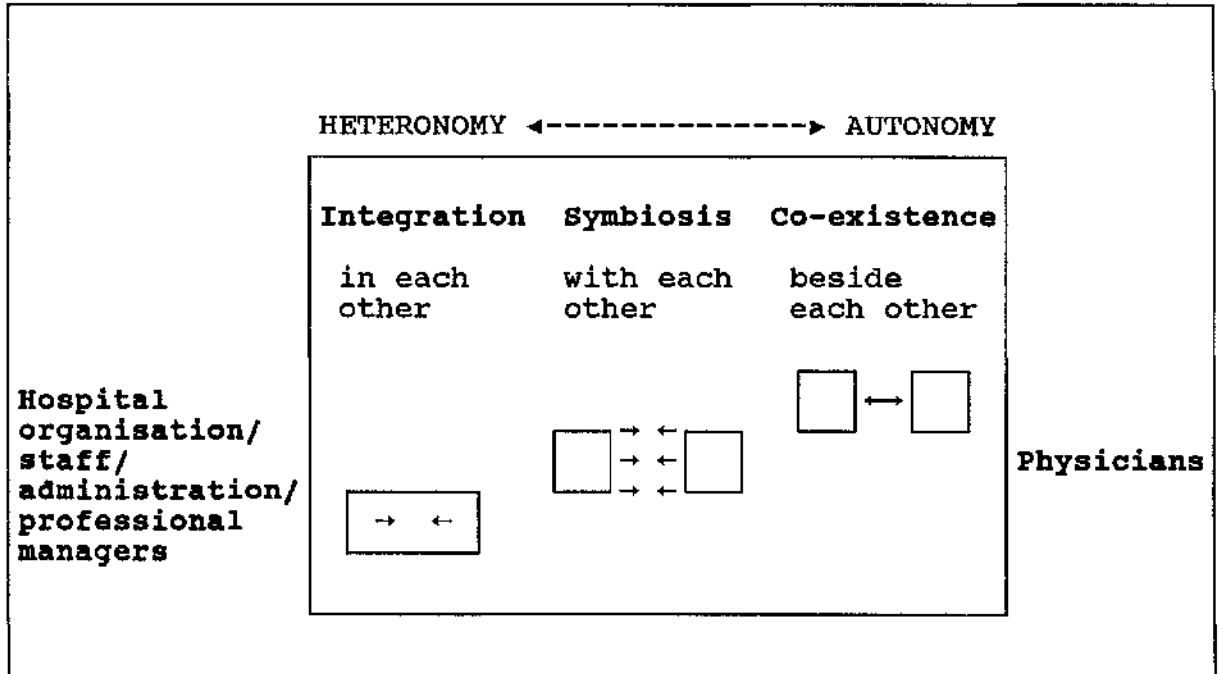 HETERONOMY AUTONOMY
Integration Symbiosis Co-existence
in each with each beside
other other each other
Hospital
organisation/
staff/
administration/
professional
managers
Physicians